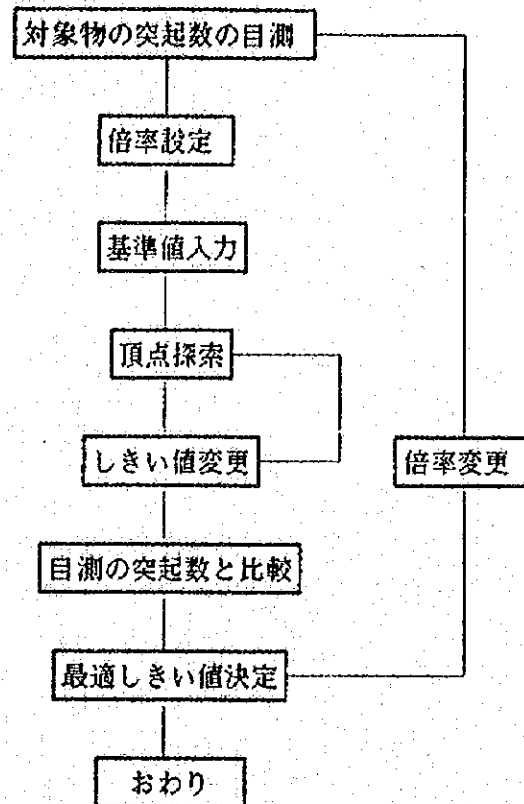 対象物の突起数の目測
倍率設定
基準値入力
頂点探索
しきい値変更
倍率変更
目測の突起数と比較
最適しきい値決定
おわり